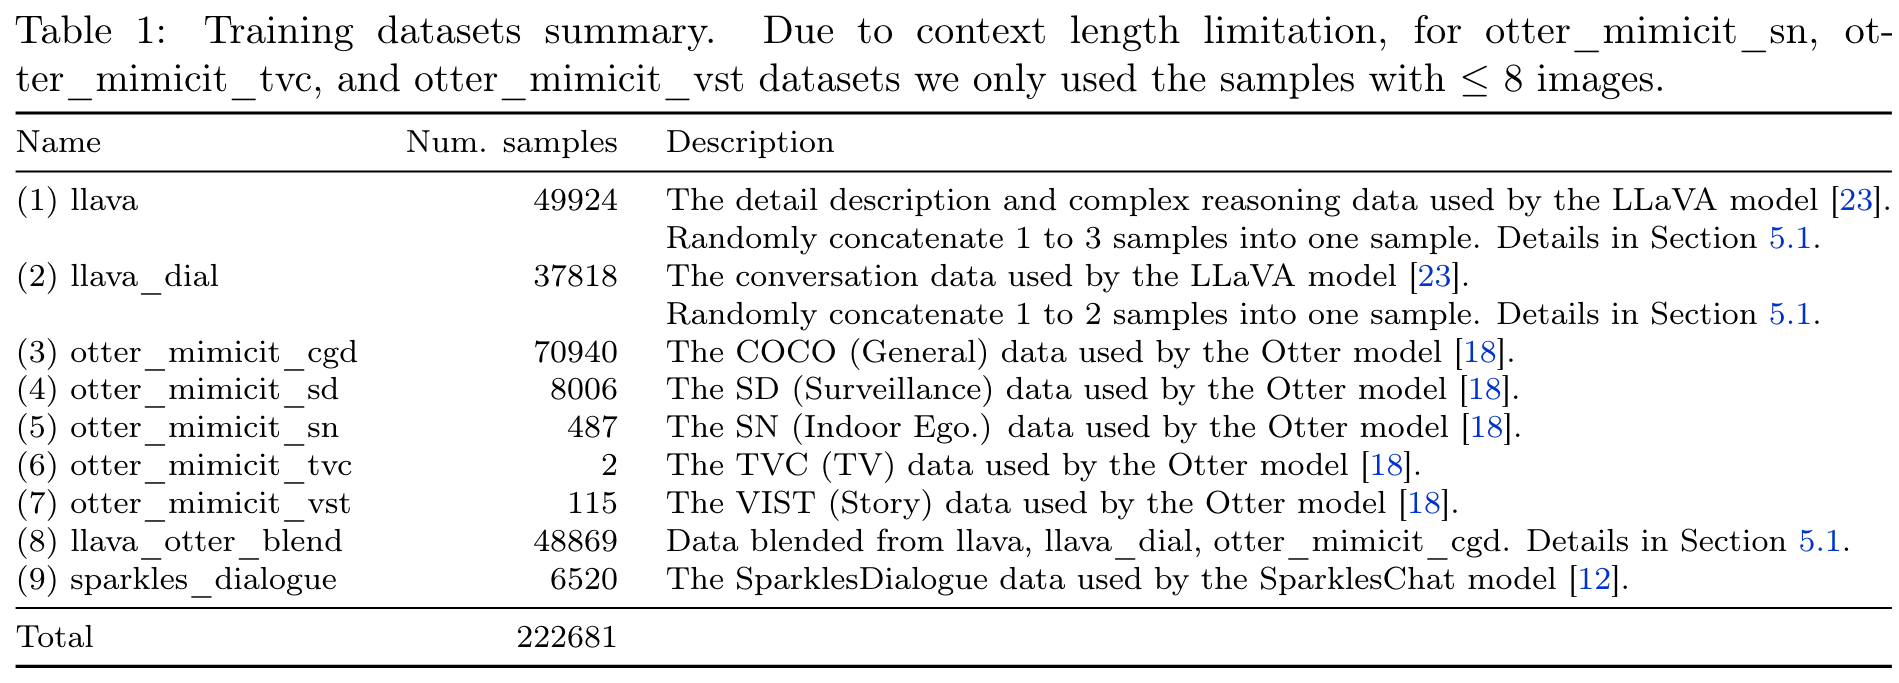 Table 1: Training datasets summary. Due to context length limitation, for otter_mimicit_sn, ot-
ter_mimicit_tvc, and otter_mimicit_vst datasets we only used the samples with ≤ 8 images.
Name Num. samples Description
(1) llava 49924 The detail description and complex reasoning data used by the LLaVA model [23].
Randomly concatenate 1 to 3 samples into one sample. Details in Section 5.1.
(2) llava_dial 37818 The conversation data used by the LLaVA model [23].
Randomly concatenate 1 to 2 samples into one sample. Details in Section 5.1.
(3) otter_mimicit_cgd 70940 The COCO (General) data used by the Otter model [18].
(4) otter_mimicit_sd 8006 The SD (Surveillance) data used by the Otter model [18].
(5) otter_mimicit_sn 487 The SN (Indoor Ego.) data used by the Otter model [18].
(6) otter_mimicit_tvc 2 The TVC (TV) data used by the Otter model [18].
(7) otter_mimicit_vst 115 The VIST (Story) data used by the Otter model [18].
(8) llava_otter_blend 48869 Data blended from llava, llava_dial, otter_mimicit_cgd. Details in Section 5.1.
(9) sparkles_dialogue 6520 The SparklesDialogue data used by the SparklesChat model [12].
Total 222681